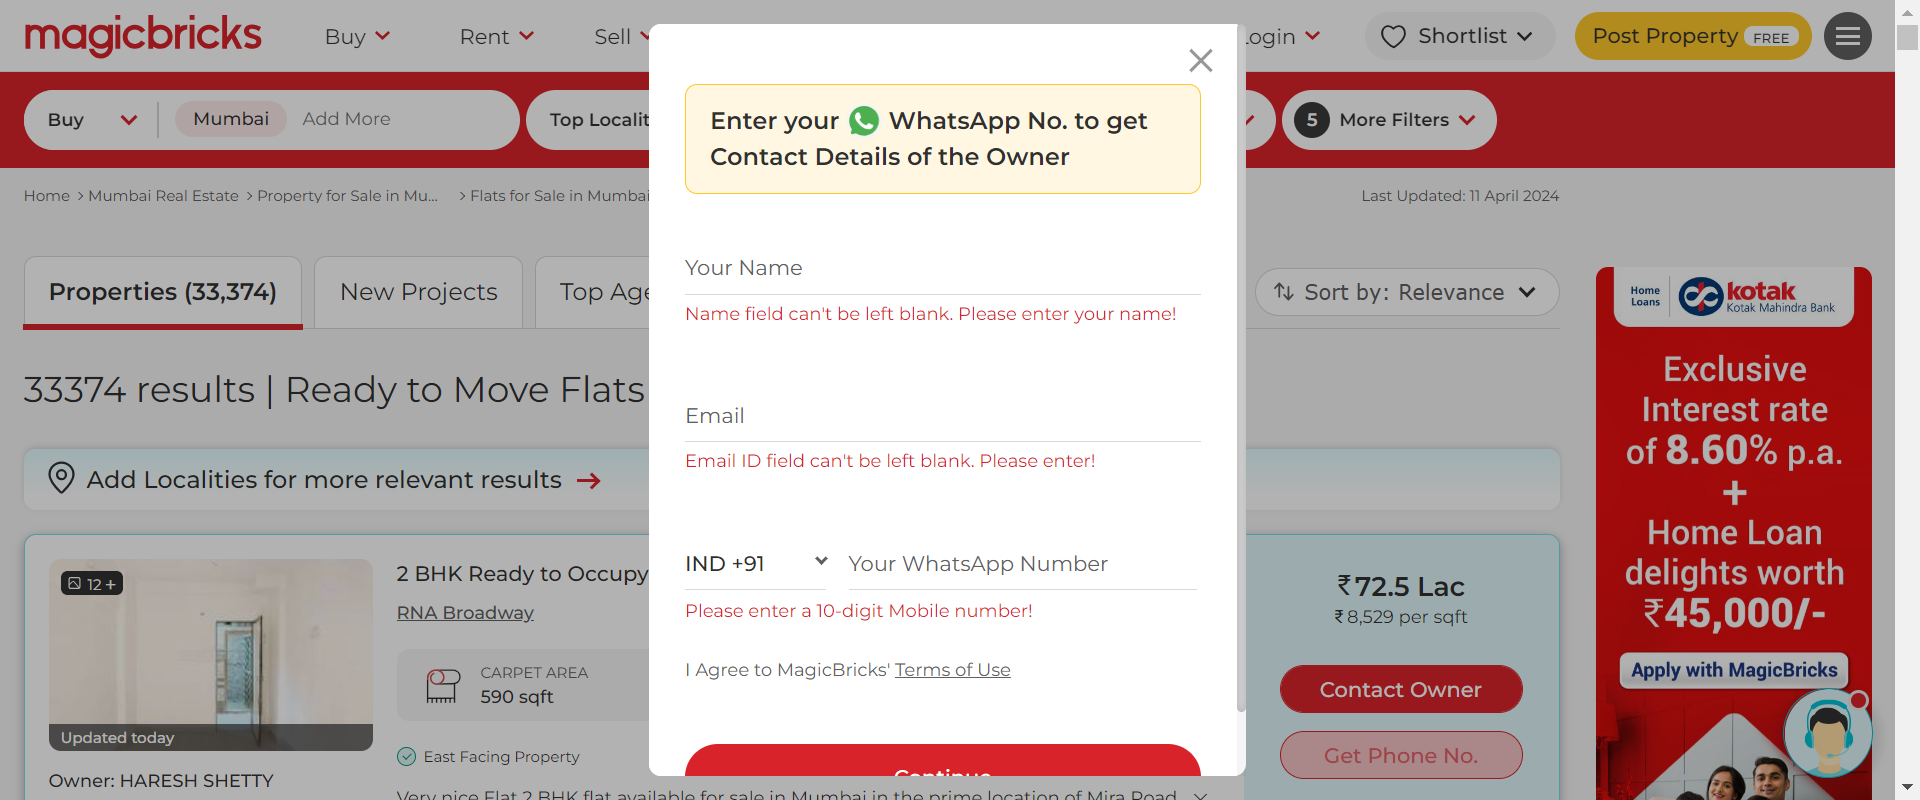 magicbricks
Buy
Rent
Sell
Login
Shortlist
Post Property FREE
Buy
Mumbai
Add More
Top Localit
5 More Filters
Home > Mumbai Real Estate > Property for Sale in Mu... > Flats for Sale in Mumbai
Last Updated: 11 April 2024
Properties (33,374)
New Projects
Top Age
Sort by: Relevance
33374 results | Ready to Move Flats
Add Localities for more relevant results
12 +
Updated today
Owner: HARESH SHETTY
2 BHK Ready to Occupy
RNA Broadway
CARPET AREA
590 sqft
East Facing Property
Very nice Flat 2 BHK flat available for sale in Mumbai in the prime location of Mira Road
₹72.5 Lac
₹8,529 per sqft
Contact Owner
Get Phone No.
Enter your WhatsApp No. to get
Contact Details of the Owner
Your Name
Name field can't be left blank. Please enter your name!
Email
Email ID field can't be left blank. Please enter!
IND +91
Your WhatsApp Number
Please enter a 10-digit Mobile number!
I Agree to MagicBricks' Terms of Use
Continue
Home
Loans
kotak
Kotak Mahindra Bank
Exclusive
Interest rate
of 8.60% p.a.
+
Home Loan
delights worth
₹45,000/-
Apply with MagicBricks